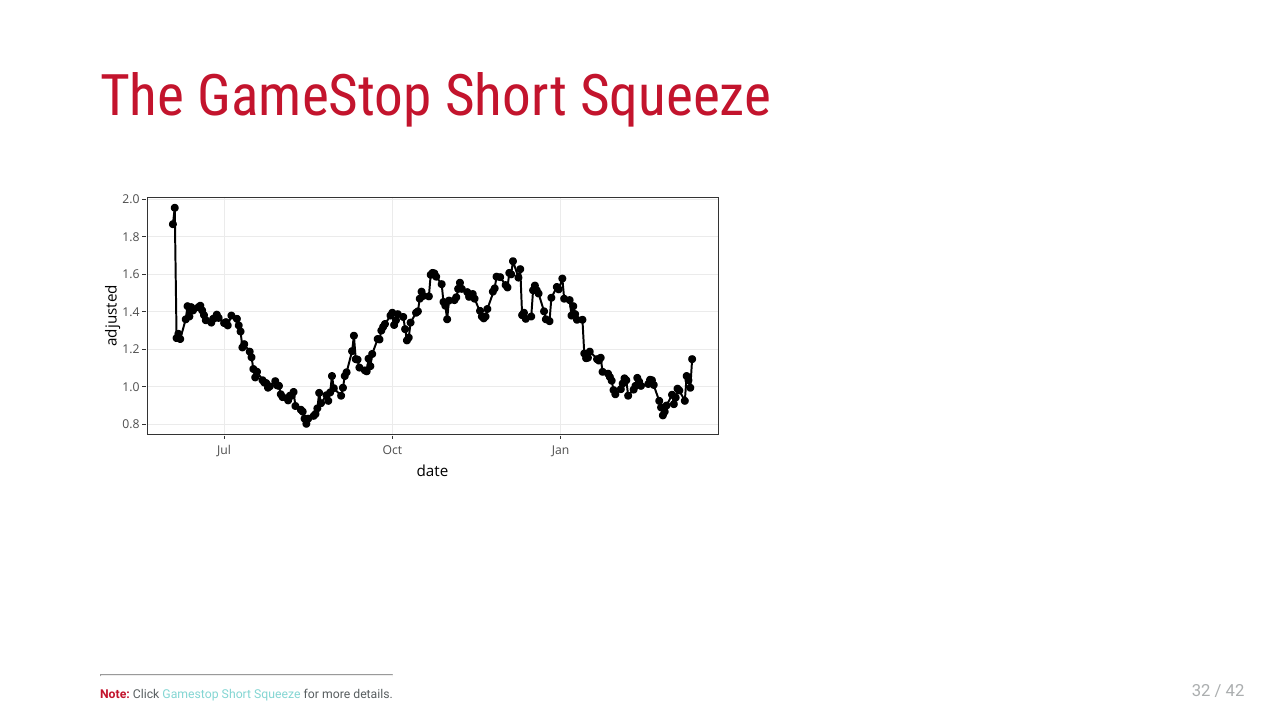 The GameStop Short Squeeze
2.0
1.8
1.6
1.4
1.2
1.0
0.8
adjusted
Jul Oct Jan
date
Note: Click Gamestop Short Squeeze for more details.
32 / 42